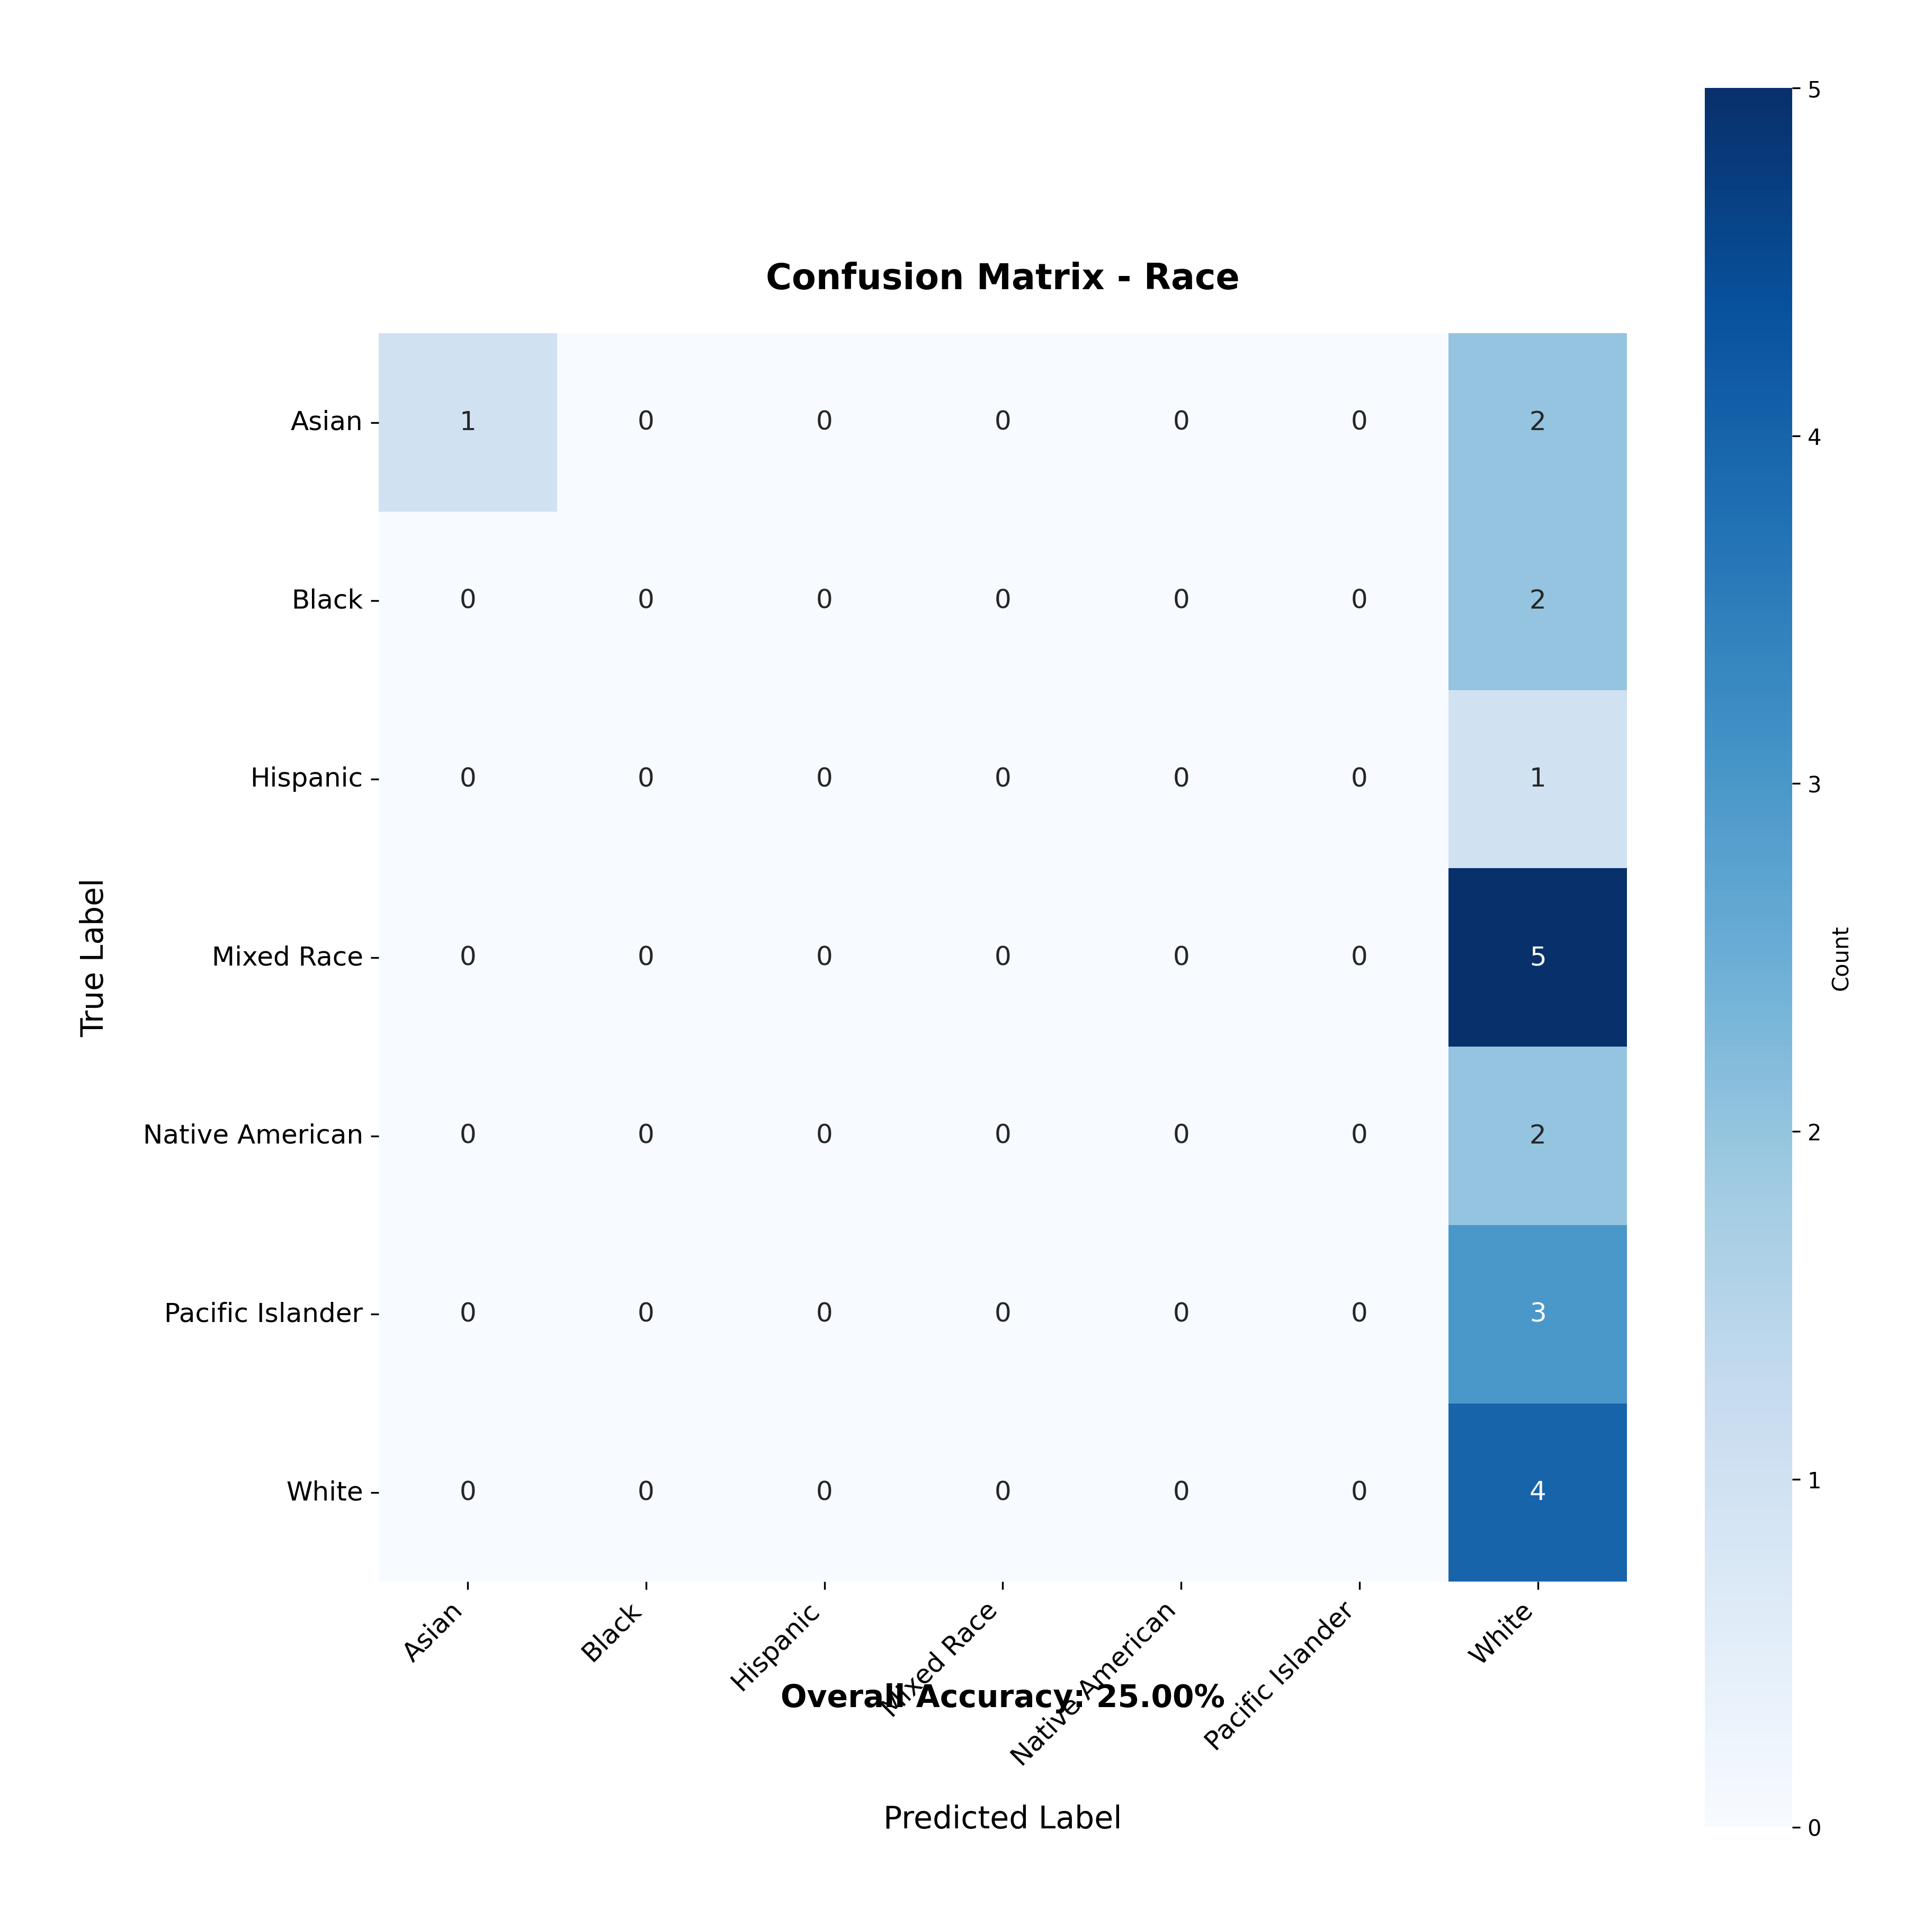 Confusion Matrix - Race
5
4
3
2
1
0
Count
True Label
Asian 1 0 0 0 0 0 2
Black 0 0 0 0 0 0 2
Hispanic 0 0 0 0 0 0 1
Mixed Race 0 0 0 0 0 0 5
Native American 0 0 0 0 0 0 2
Pacific Islander 0 0 0 0 0 0 3
White 0 0 0 0 0 0 4
Asian Black Hispanic Mixed Race Native American Pacific Islander White
Overall Accuracy: 25.00%
Predicted Label